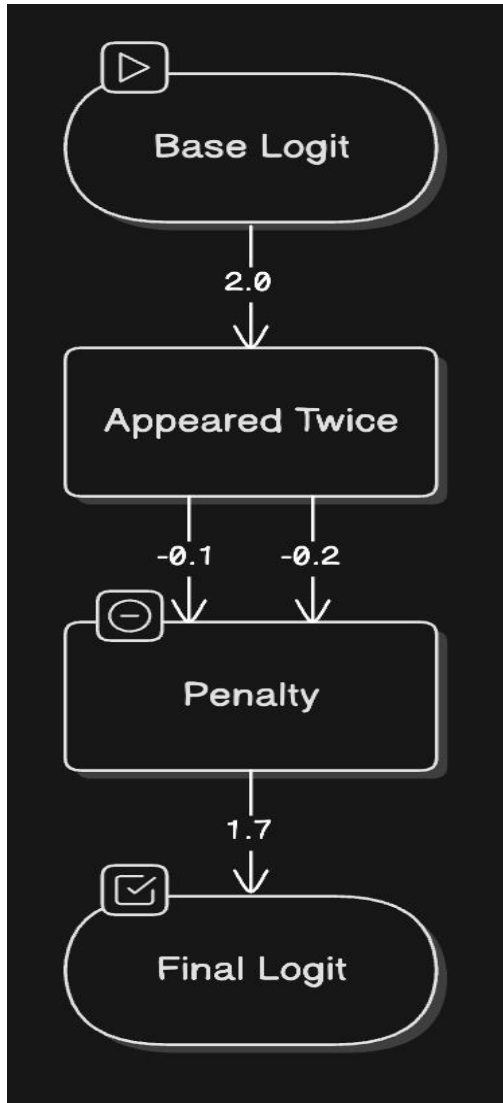 Base Logit
2.0
Appeared Twice
-0.1 -0.2
Penalty
1.7
Final Logit